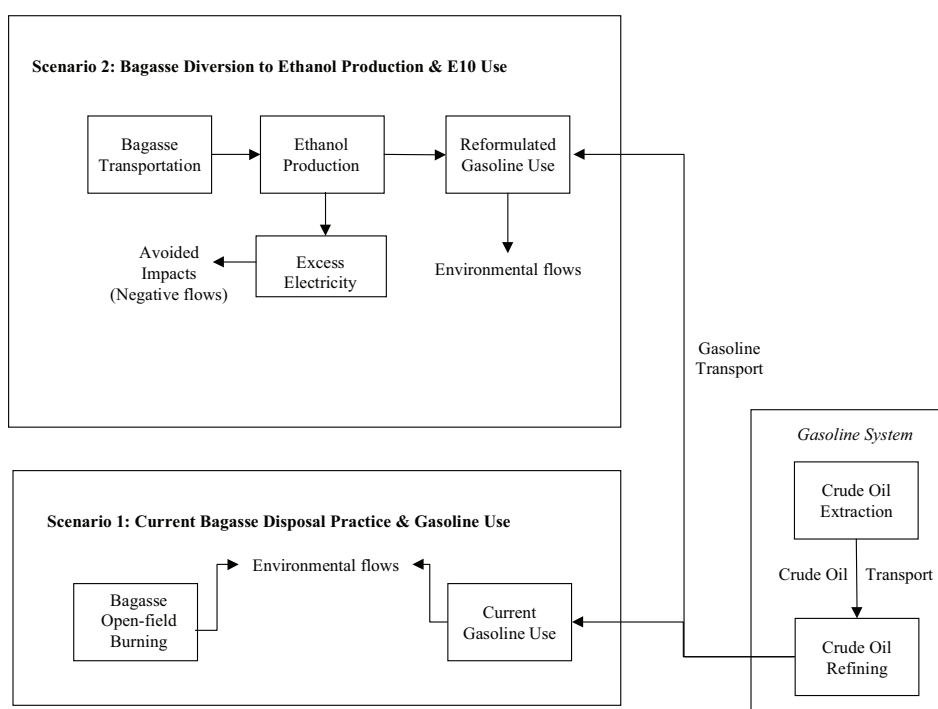 Scenario 2: Bagasse Diversion to Ethanol Production & E10 Use
Bagasse
Transportation
Ethanol
Production
Reformulated
Gasoline Use
Avoided
Impacts
(Negative flows)
Excess
Electricity
Environmental flows
Gasoline
Transport
Gasoline System
Crude Oil
Extraction
Crude Oil Transport
Crude Oil
Refining
Scenario 1: Current Bagasse Disposal Practice & Gasoline Use
Environmental flows
Bagasse
Open-field
Burning
Current
Gasoline Use